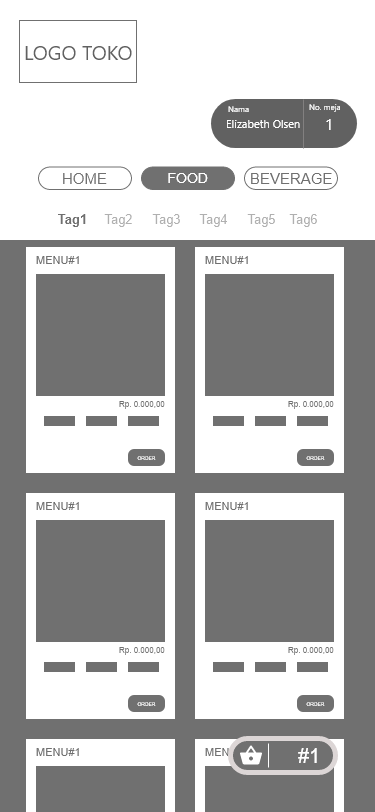 LOGO TOKO
Nama No. meja
Elizabeth Olsen 1
HOME FOOD BEVERAGE
Tag1 Tag2 Tag3 Tag4 Tag5 Tag6
MENU#1 MENU#1
Rp. 0.000,00 Rp. 0.000,00
ORDER ORDER
MENU#1 MENU#1
Rp. 0.000,00 Rp. 0.000,00
ORDER ORDER
MENU#1 MEN
#1